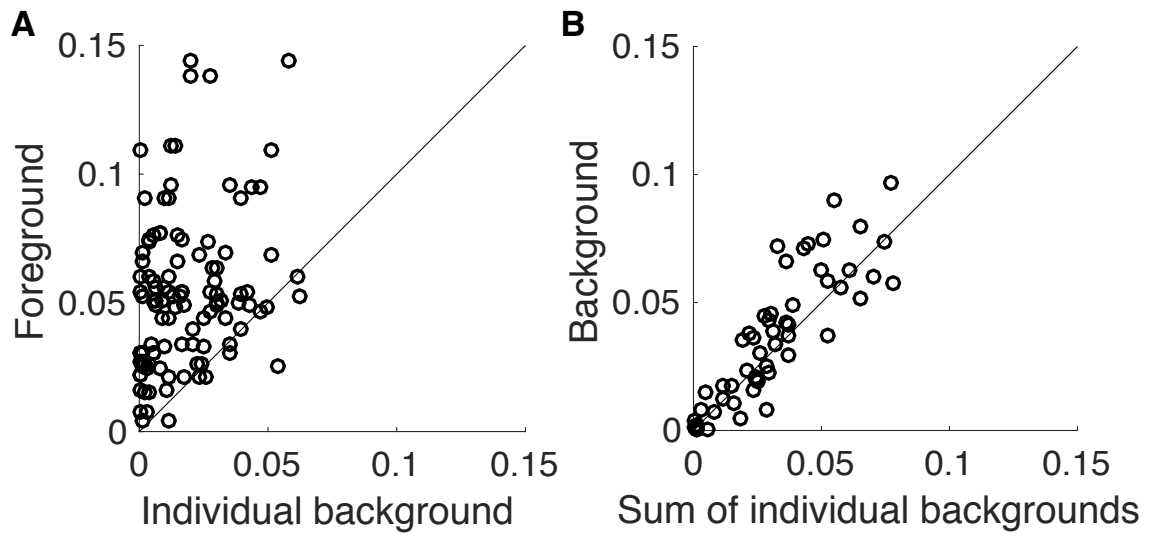 A
Foreground
0.15
0.1
0.05
0
0 0.05 0.1 0.15
Individual background
B
Background
0.15
0.1
0.05
0
0 0.05 0.1 0.15
Sum of individual backgrounds